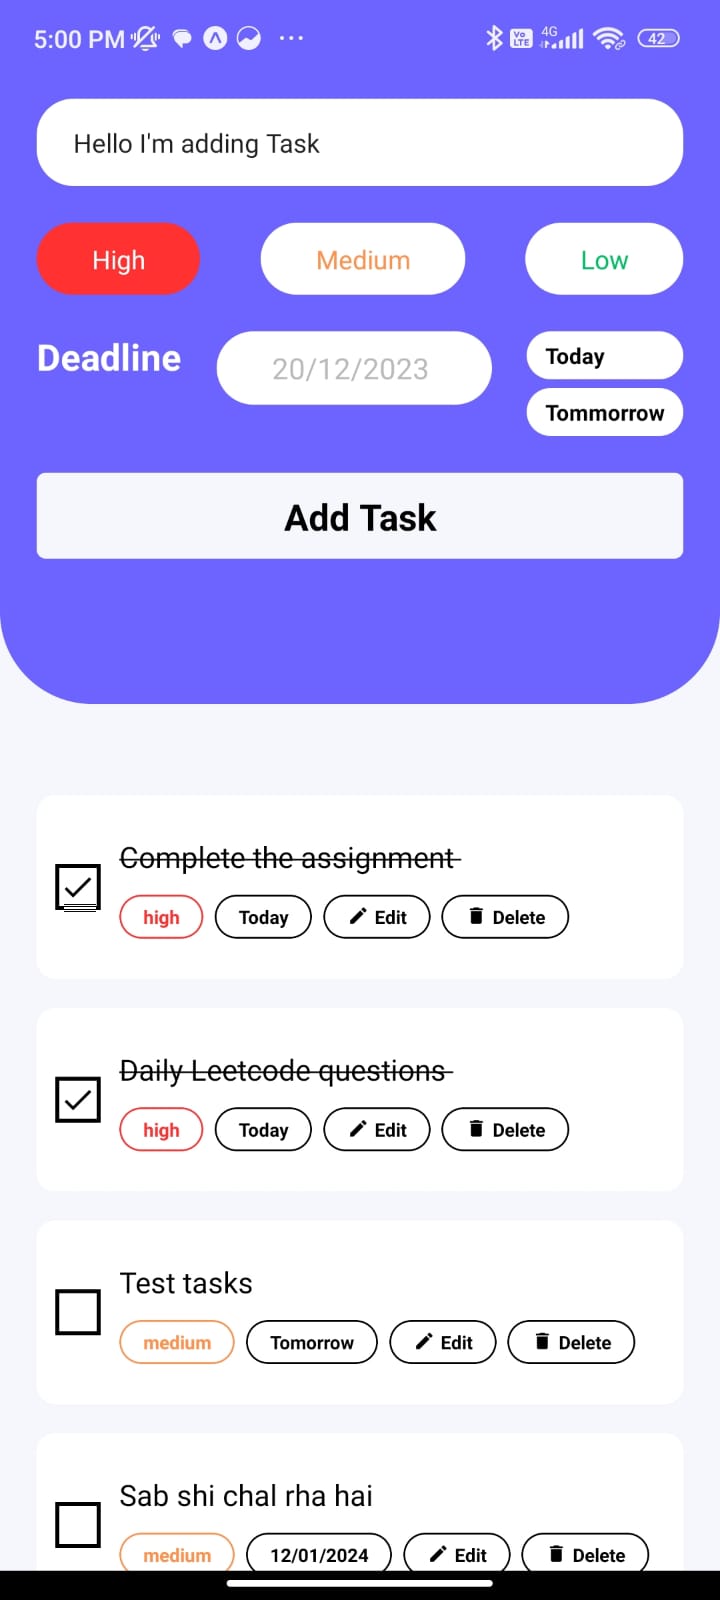 5:00 PM ... Vo LTE 4G 42
Hello I'm adding Task
High Medium Low
Deadline 20/12/2023 Today
Tommorrow
Add Task
Complete the assignment
high Today Edit Delete
Daily Leetcode questions
high Today Edit Delete
Test tasks
medium Tomorrow Edit Delete
Sab shi chal rha hai
medium 12/01/2024 Edit Delete